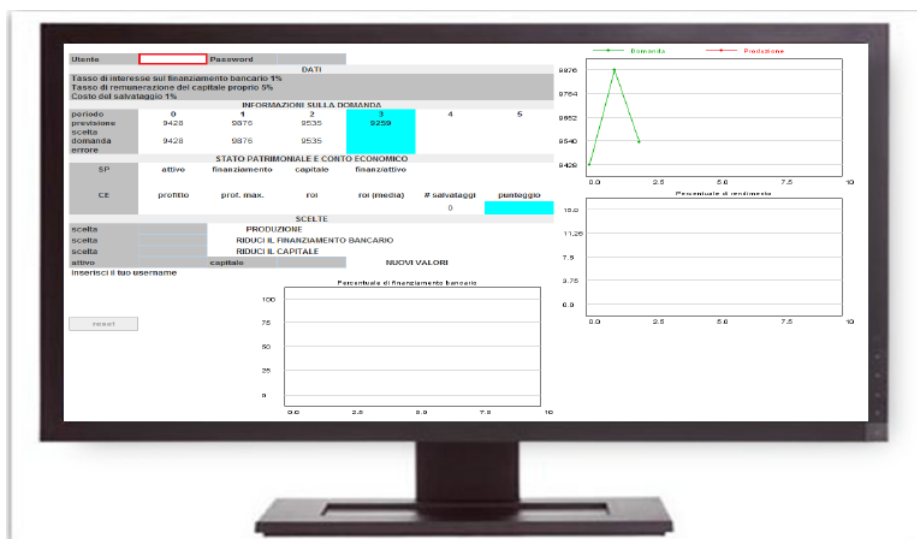 Utente Password
DATI
Tasso di interesse sul finanziamento bancario 1%
Tasso di remunerazione del capitale proprio 5%
Costo del salvataggio 1%
INFORMAZIONI SULLA DOMANDA
periodo 0 1 2 3 4 5
previsione 9428 9876 9535 9259
scelta
domanda 9428 9876 9535
errore
STATO PATRIMONIALE E CONTO ECONOMICO
SP attivo finanziamento capitale finanz/attivo
CE profitto prof. max. roi roi (media) # salvataggi punteggio
0
SCELTE
scelta PRODUZIONE
scelta RIDUCI IL FINANZIAMENTO BANCARIO
scelta RIDUCI IL CAPITALE
attivo capitale NUOVI VALORI
Inserisci il tuo username
reset
Percentuale di finanziamento bancario
100
75
50
25
0
0.0 2.5 5.0 7.5 10
Domanda Produzione
9876
9764
9652
9540
9428
0.0 2.5 5.0 7.5 10
Percentuale di rendimento
15.0
11.25
7.5
3.75
0.0
0.0 2.5 5.0 7.5 10